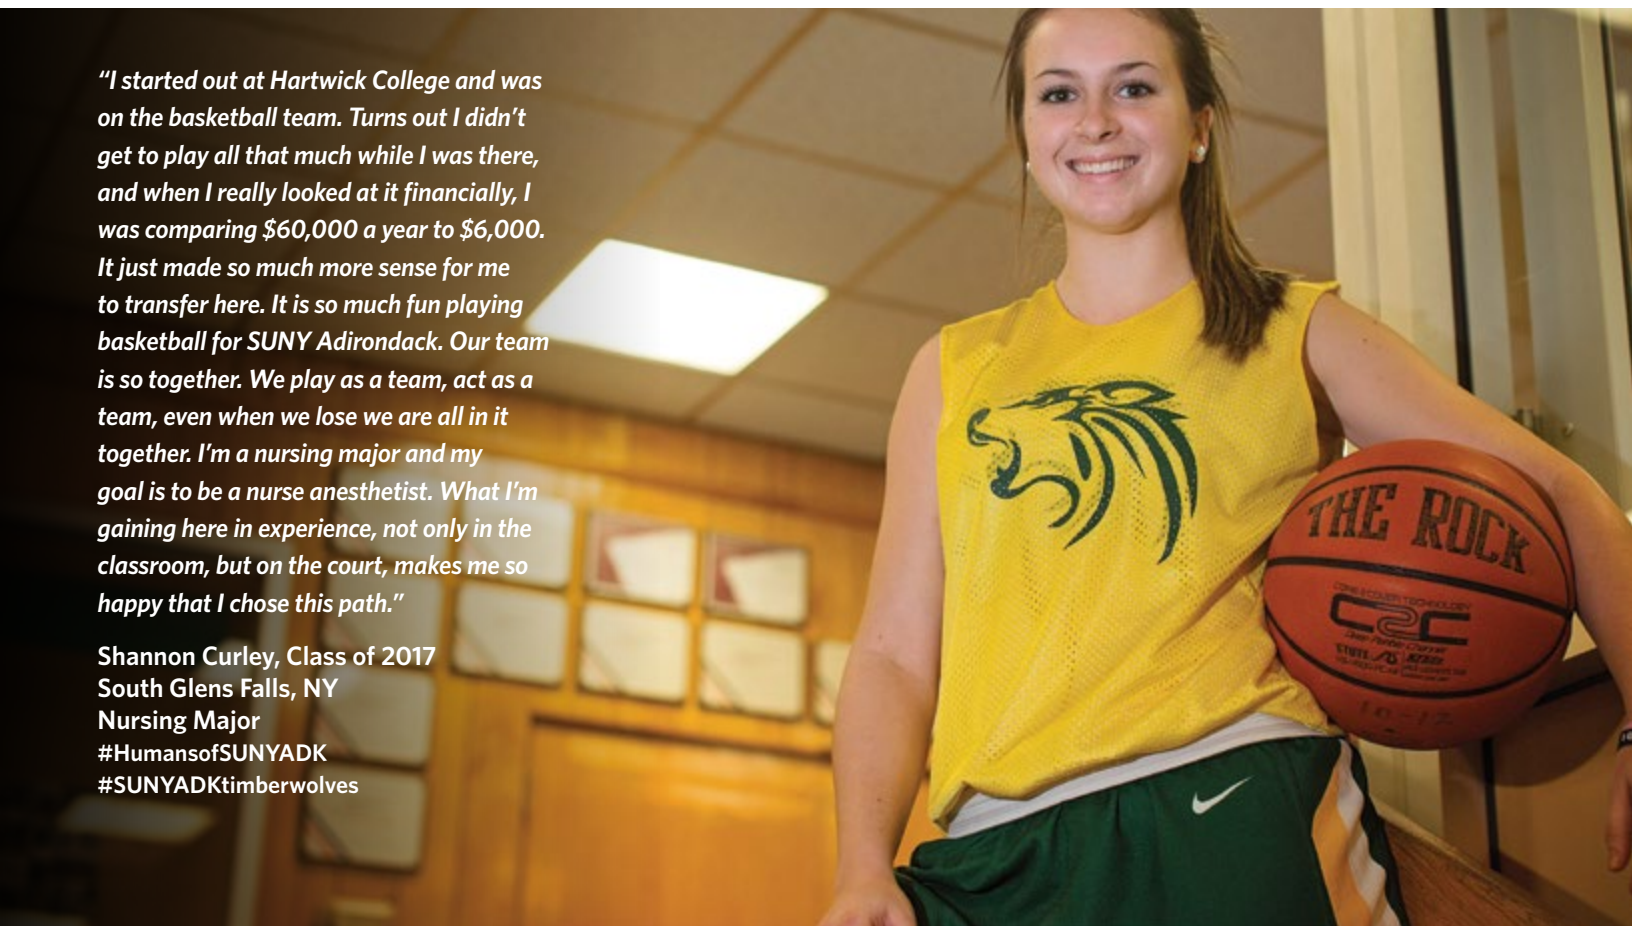 “I started out at Hartwick College and was
on the basketball team. Turns out I didn’t
get to play all that much while I was there,
and when I really looked at it financially, I
was comparing $60,000 a year to $6,000.
It just made so much more sense for me
to transfer here. It is so much fun playing
basketball for SUNY Adirondack. Our team
is so together. We play as a team, act as a
team, even when we lose we are all in it
together. I’m a nursing major and my
goal is to be a nurse anesthetist. What I’m
gaining here in experience, not only in the
classroom, but on the court, makes me so
happy that I chose this path.”
Shannon Curley, Class of 2017
South Glens Falls, NY
Nursing Major
#HumansofSUNYADK
#SUNYADKtimberwolves
THE ROCK
C2C